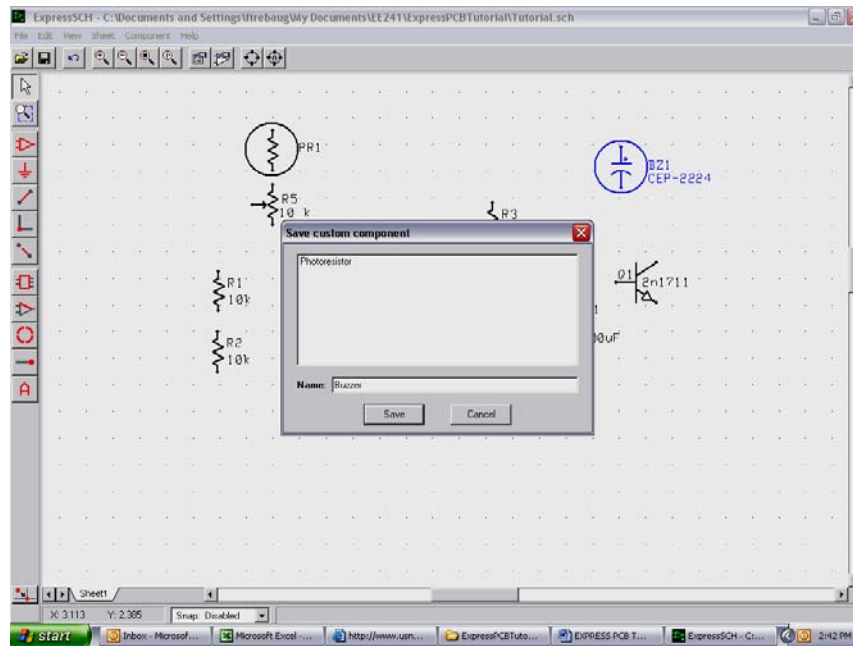 ExpressSCH - C:\Documents and Settings\firebaug\My Documents\EE241\ExpressPCBTutorial\Tutorial.sch
File Edit View Sheet Component Help
PR1
BZ1
CEP-2224
R5
10 k
R3
Save custom component
Photoresistor
Q1
2n1711
R1
10k
1
00uF
R2
10k
Name: Buzzer
Save Cancel
A
Sheet1
X: 3.113 Y: 2.385 Snap: Disabled
start Inbox - Microsof... Microsoft Excel -... http://www.usn... ExpressPCBTuto... EXPRESS PCB T... ExpressSCH - C:... 2:42 PM